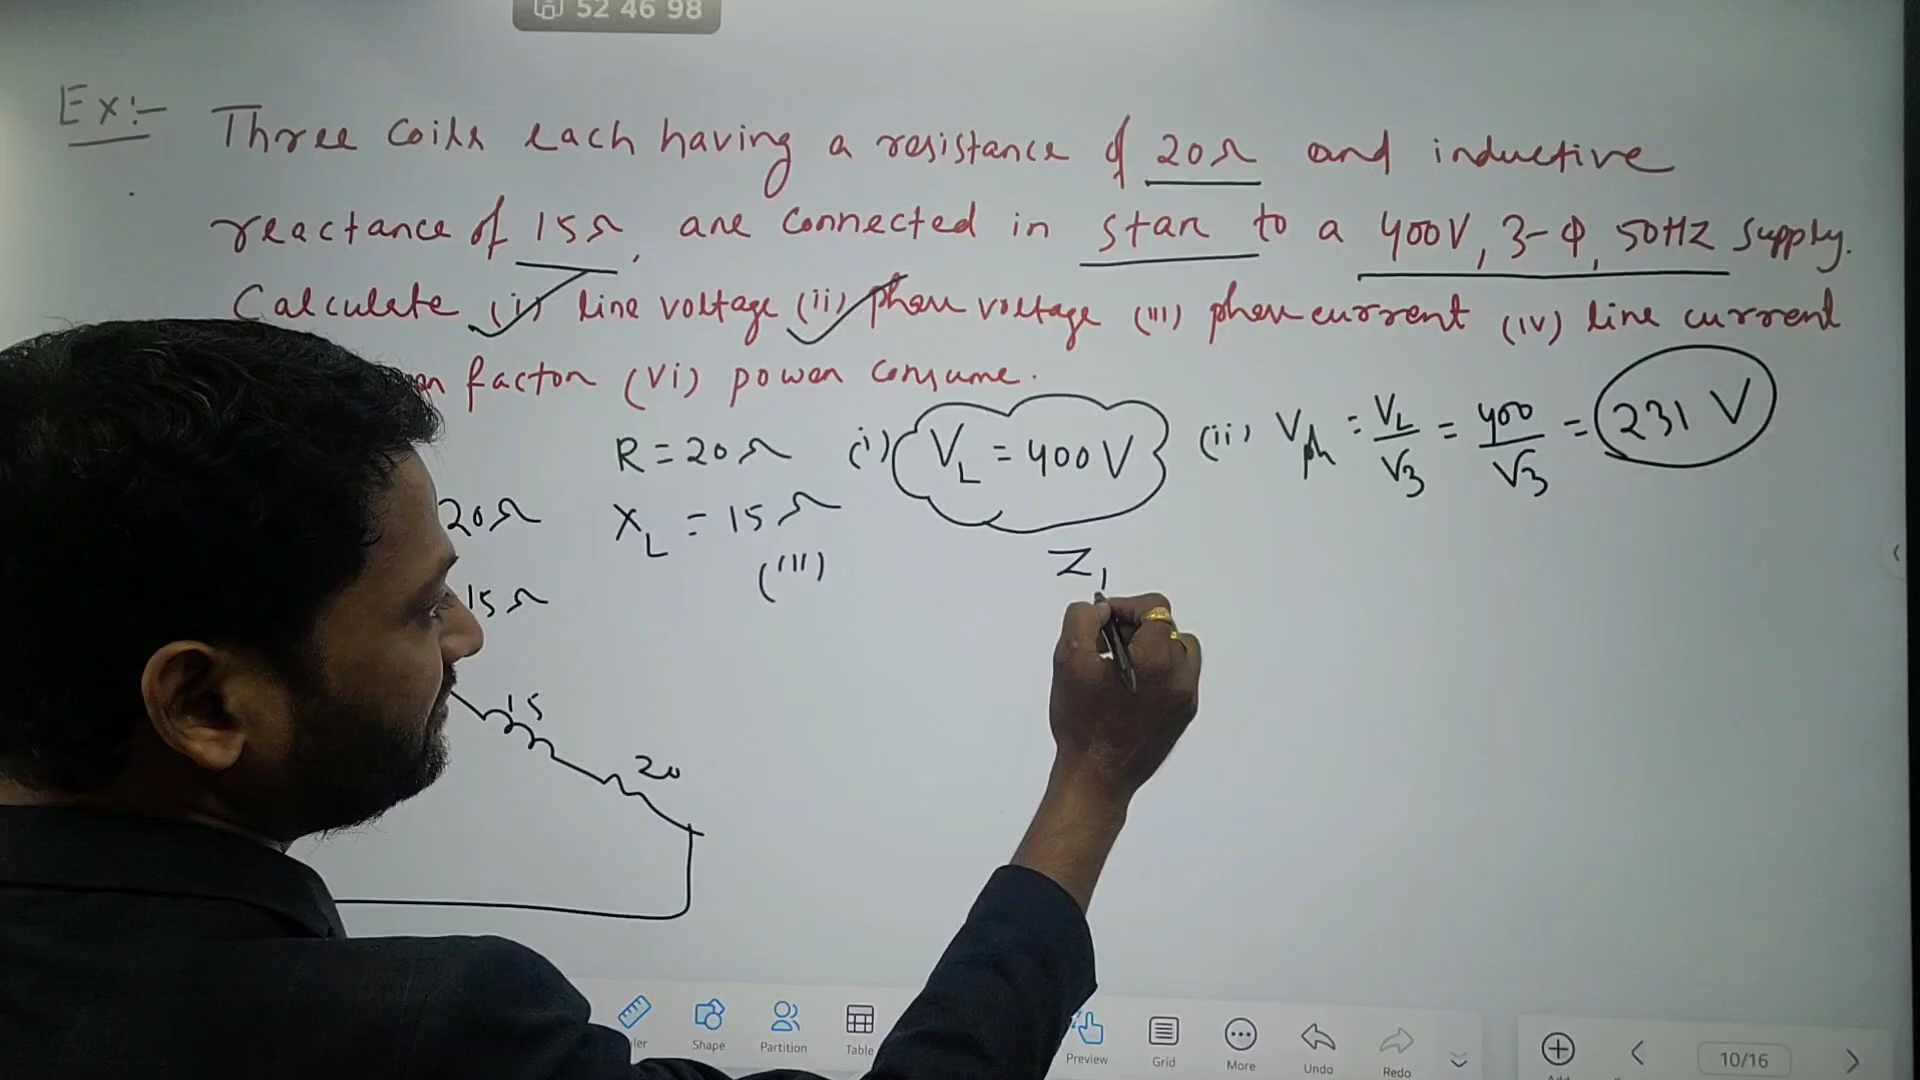 52 46 98
Ex:- Three coils each having a resistance of 20Ω and inductive
reactance of 15Ω, are connected in star to a 400V, 3-Φ, 50HZ supply.
Calculate (i) line voltage (ii) phase voltage (iii) phase current (iv) line current
factor (vi) power consume.
R = 20Ω (i) V_L = 400V (ii) Vph = V_L/√3 = 400/√3 = 231 V
20Ω X_L = 15Ω
(iii) Z
15Ω
15
20
Shape Partition Table Preview Grid More Undo Redo 10/16